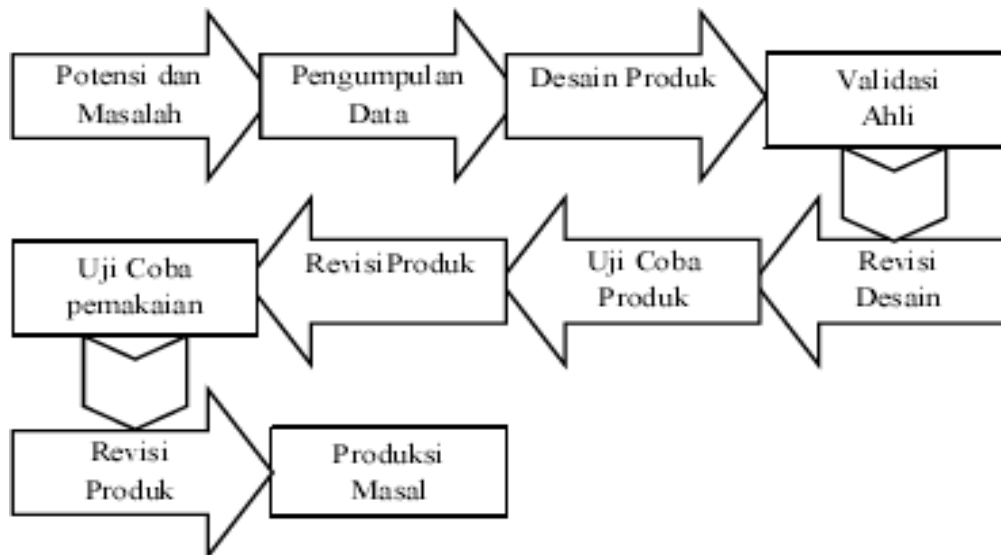 Potensi dan
Masalah
Pengumpulan
Data
Desain Produk
Validasi
Ahli
Revisi
Desain
Uji Coba
Produk
Revisi Produk
Uji Coba
pemakaian
Revisi
Produk
Produksi
Masal